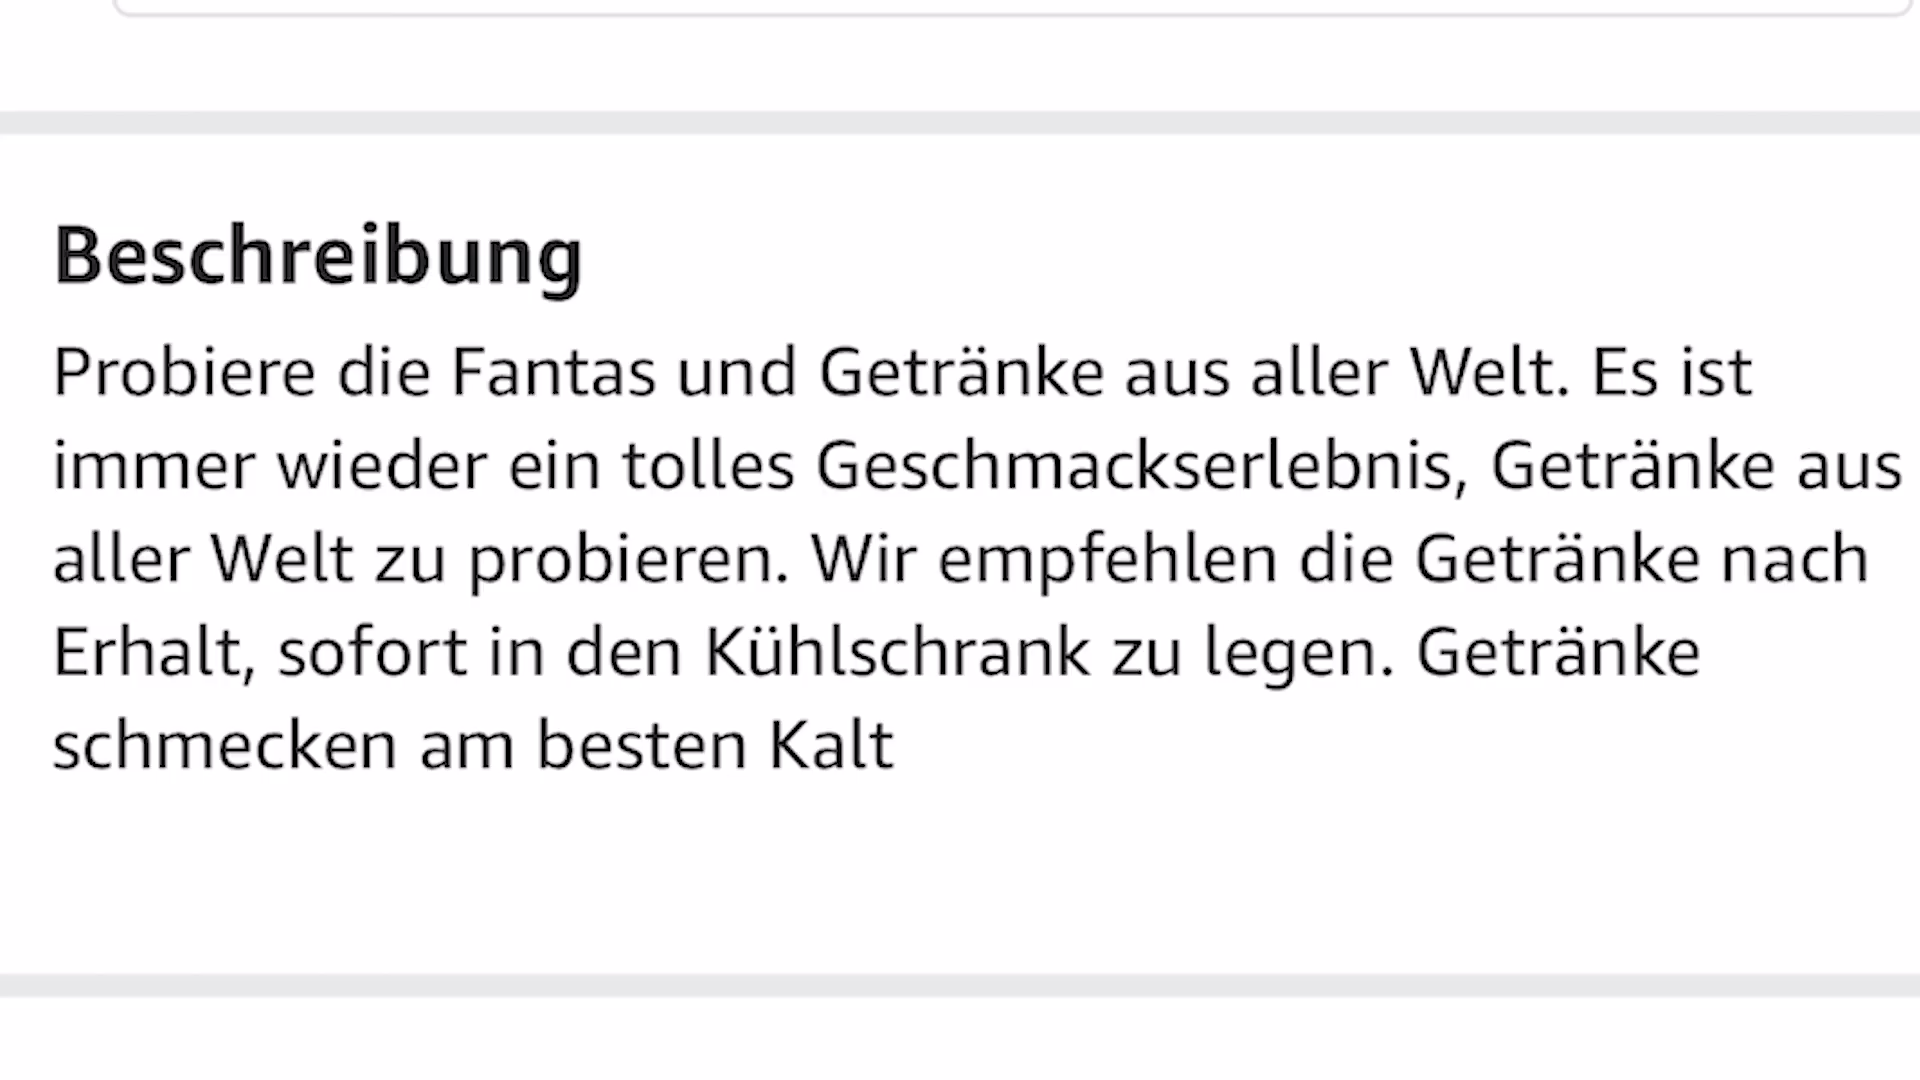 Beschreibung
Probiere die Fantas und Getränke aus aller Welt. Es ist
immer wieder ein tolles Geschmackserlebnis, Getränke aus
aller Welt zu probieren. Wir empfehlen die Getränke nach
Erhalt, sofort in den Kühlschrank zu legen. Getränke
schmecken am besten Kalt